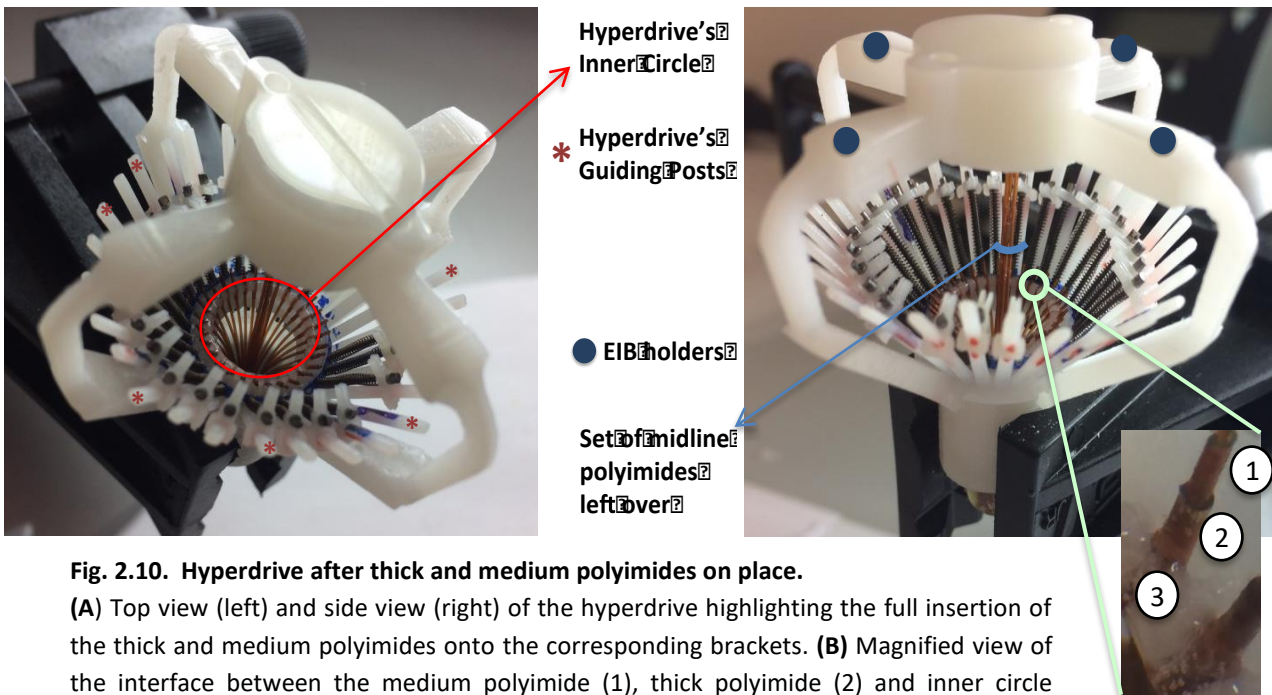 Hyperdrive's
Inner Circle
* Hyperdrive's
Guiding Posts
EIB holders
Set of midline
polyimides
left over
1
2
3
Fig. 2.10. Hyperdrive after thick and medium polyimides on place.
(A) Top view (left) and side view (right) of the hyperdrive highlighting the full insertion of
the thick and medium polyimides onto the corresponding brackets. (B) Magnified view of
the interface between the medium polyimide (1), thick polyimide (2) and inner circle